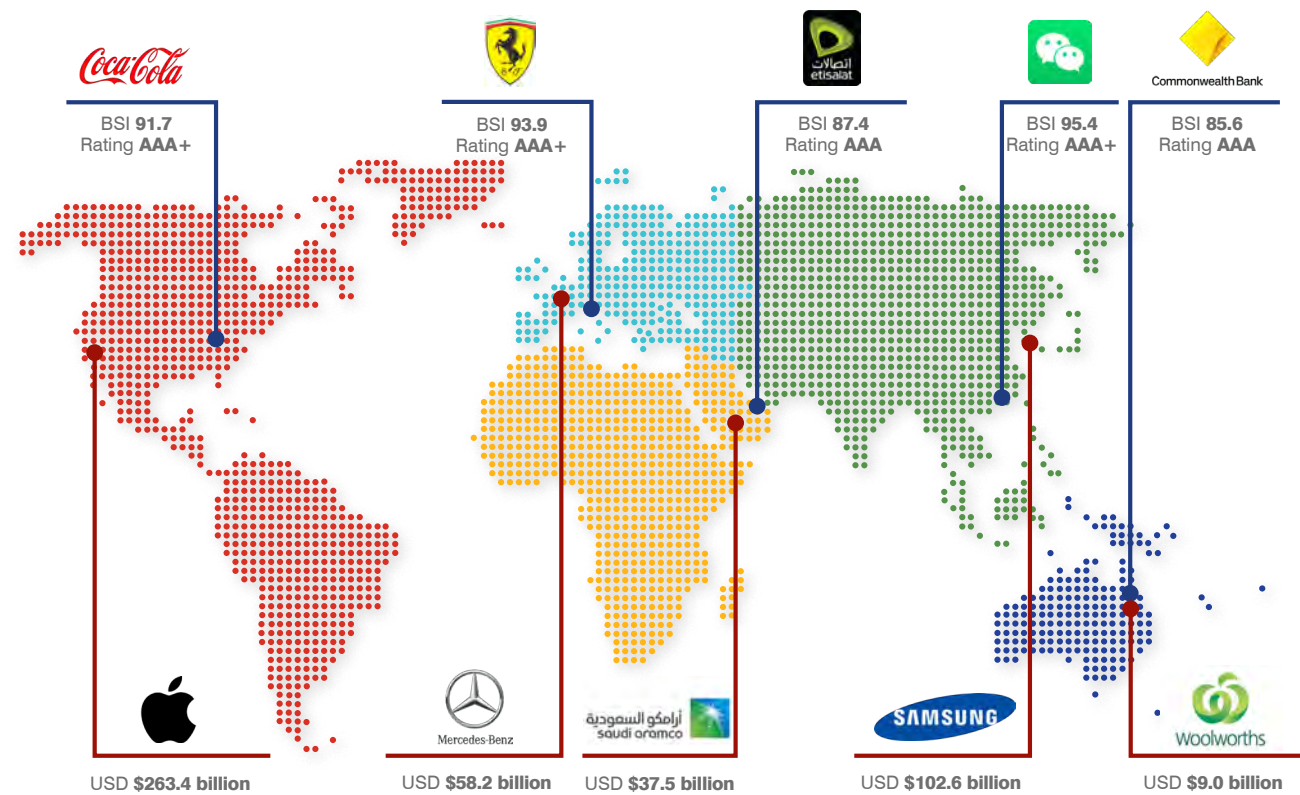 Coca-Cola
BSI 91.7
Rating AAA+
BSI 93.9
Rating AAA+
اتصالات
etisalat
BSI 87.4
Rating AAA
BSI 95.4
Rating AAA+
CommonwealthBank
BSI 85.6
Rating AAA
USD $263.4 billion
Mercedes-Benz
USD $58.2 billion
أرامكو السعودية
saudi aramco
USD $37.5 billion
SAMSUNG
USD $102.6 billion
woolworths
USD $9.0 billion